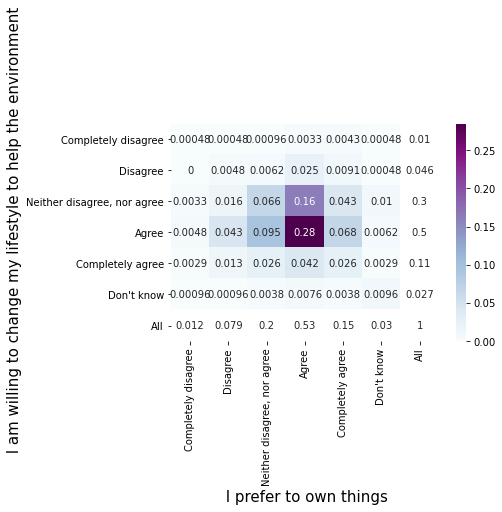 I am willing to change my lifestyle to help the environment
Completely disagree 0.00048 0.00048 0.00096 0.0033 0.0043 0.00048 0.01
Disagree 0 0.0048 0.0062 0.025 0.0091 0.00048 0.046
Neither disagree, nor agree 0.0033 0.016 0.066 0.16 0.043 0.01 0.3
Agree 0.0048 0.043 0.095 0.28 0.068 0.0062 0.5
Completely agree 0.0029 0.013 0.026 0.042 0.026 0.0029 0.11
Don't know 0.00096 0.00096 0.0038 0.0076 0.0038 0.0096 0.027
All 0.012 0.079 0.2 0.53 0.15 0.03 1
Completely disagree
Disagree
Neither disagree, nor agree
Agree
Completely agree
Don't know
All
I prefer to own things
0.25
0.20
0.15
0.10
0.05
0.00